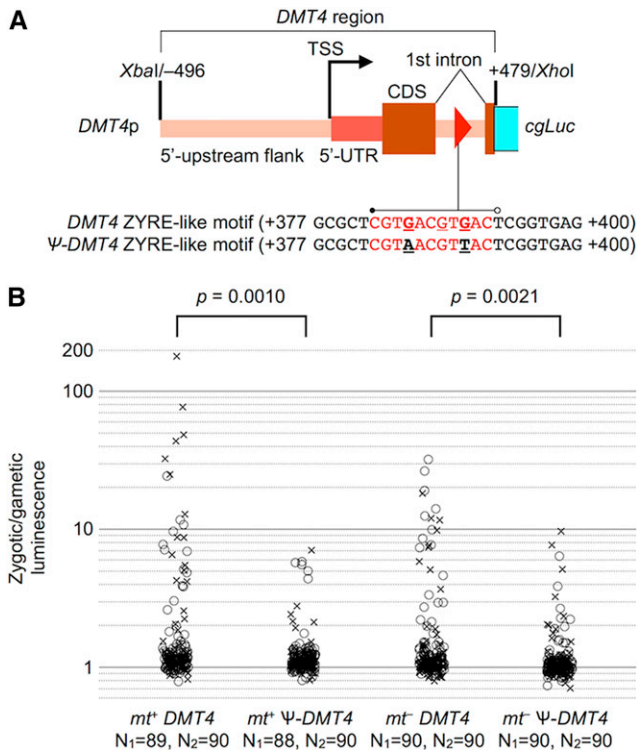 A
DMT4 region
XbaI/–496
TSS
1st intron
+479/XhoI
CDS
DMT4p
cgLuc
5'-upstream flank
5'-UTR
DMT4 ZYRE-like motif (+377 GCGCTCGTGACGTGACTCGGTGAG +400)
Ψ-DMT4 ZYRE-like motif (+377 GCGCTCGTAACGTTACTCGGTGAG +400)
B
p = 0.0010
p = 0.0021
200
100
10
1
Zygotic/gametic
luminescence
mt+ DMT4
N₁=89, N₂=90
mt+ Ψ-DMT4
N₁=88, N₂=90
mt– DMT4
N₁=90, N₂=90
mt– Ψ-DMT4
N₁=90, N₂=90